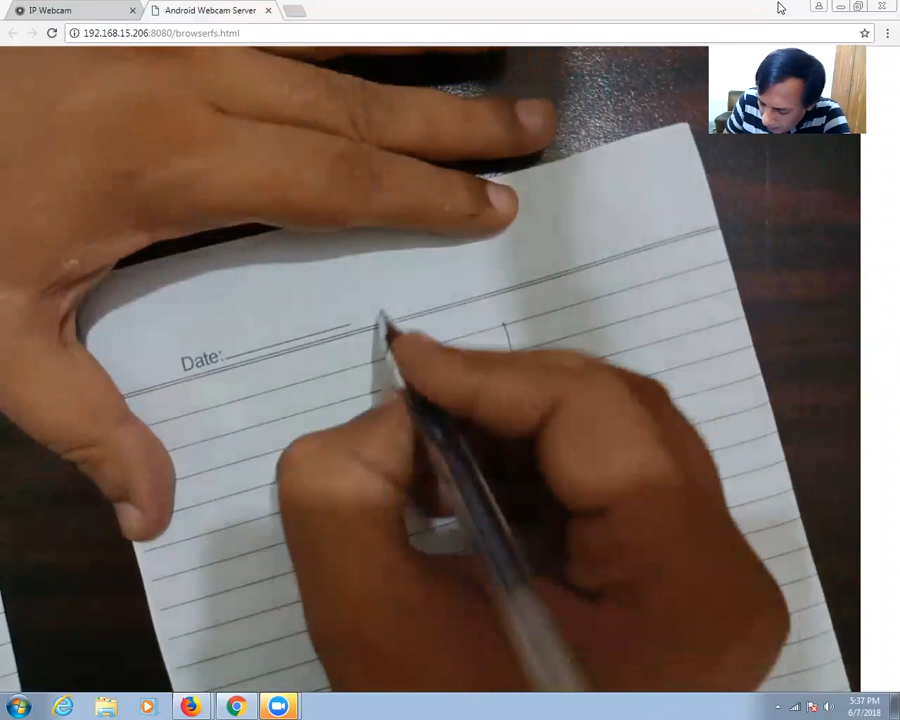 IP Webcam
Android Webcam Server
192.168.15.206:8080/browserfs.html
Date:
5:37 PM
6/7/2018